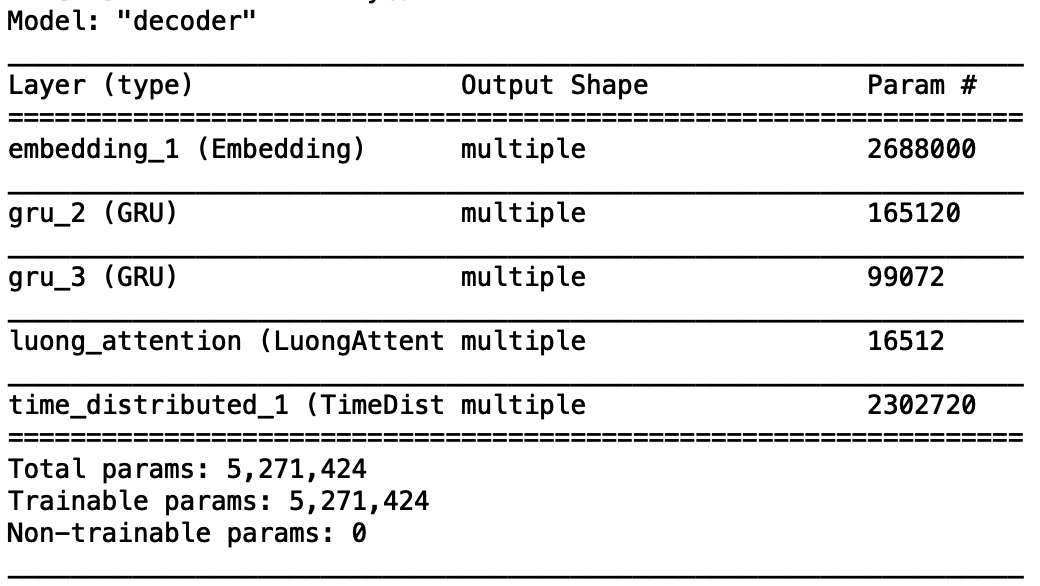 Model: "decoder"
Layer (type) Output Shape Param #
embedding_1 (Embedding) multiple 2688000
gru_2 (GRU) multiple 165120
gru_3 (GRU) multiple 99072
luong_attention (LuongAttent multiple 16512
time_distributed_1 (TimeDist multiple 2302720
Total params: 5,271,424
Trainable params: 5,271,424
Non-trainable params: 0